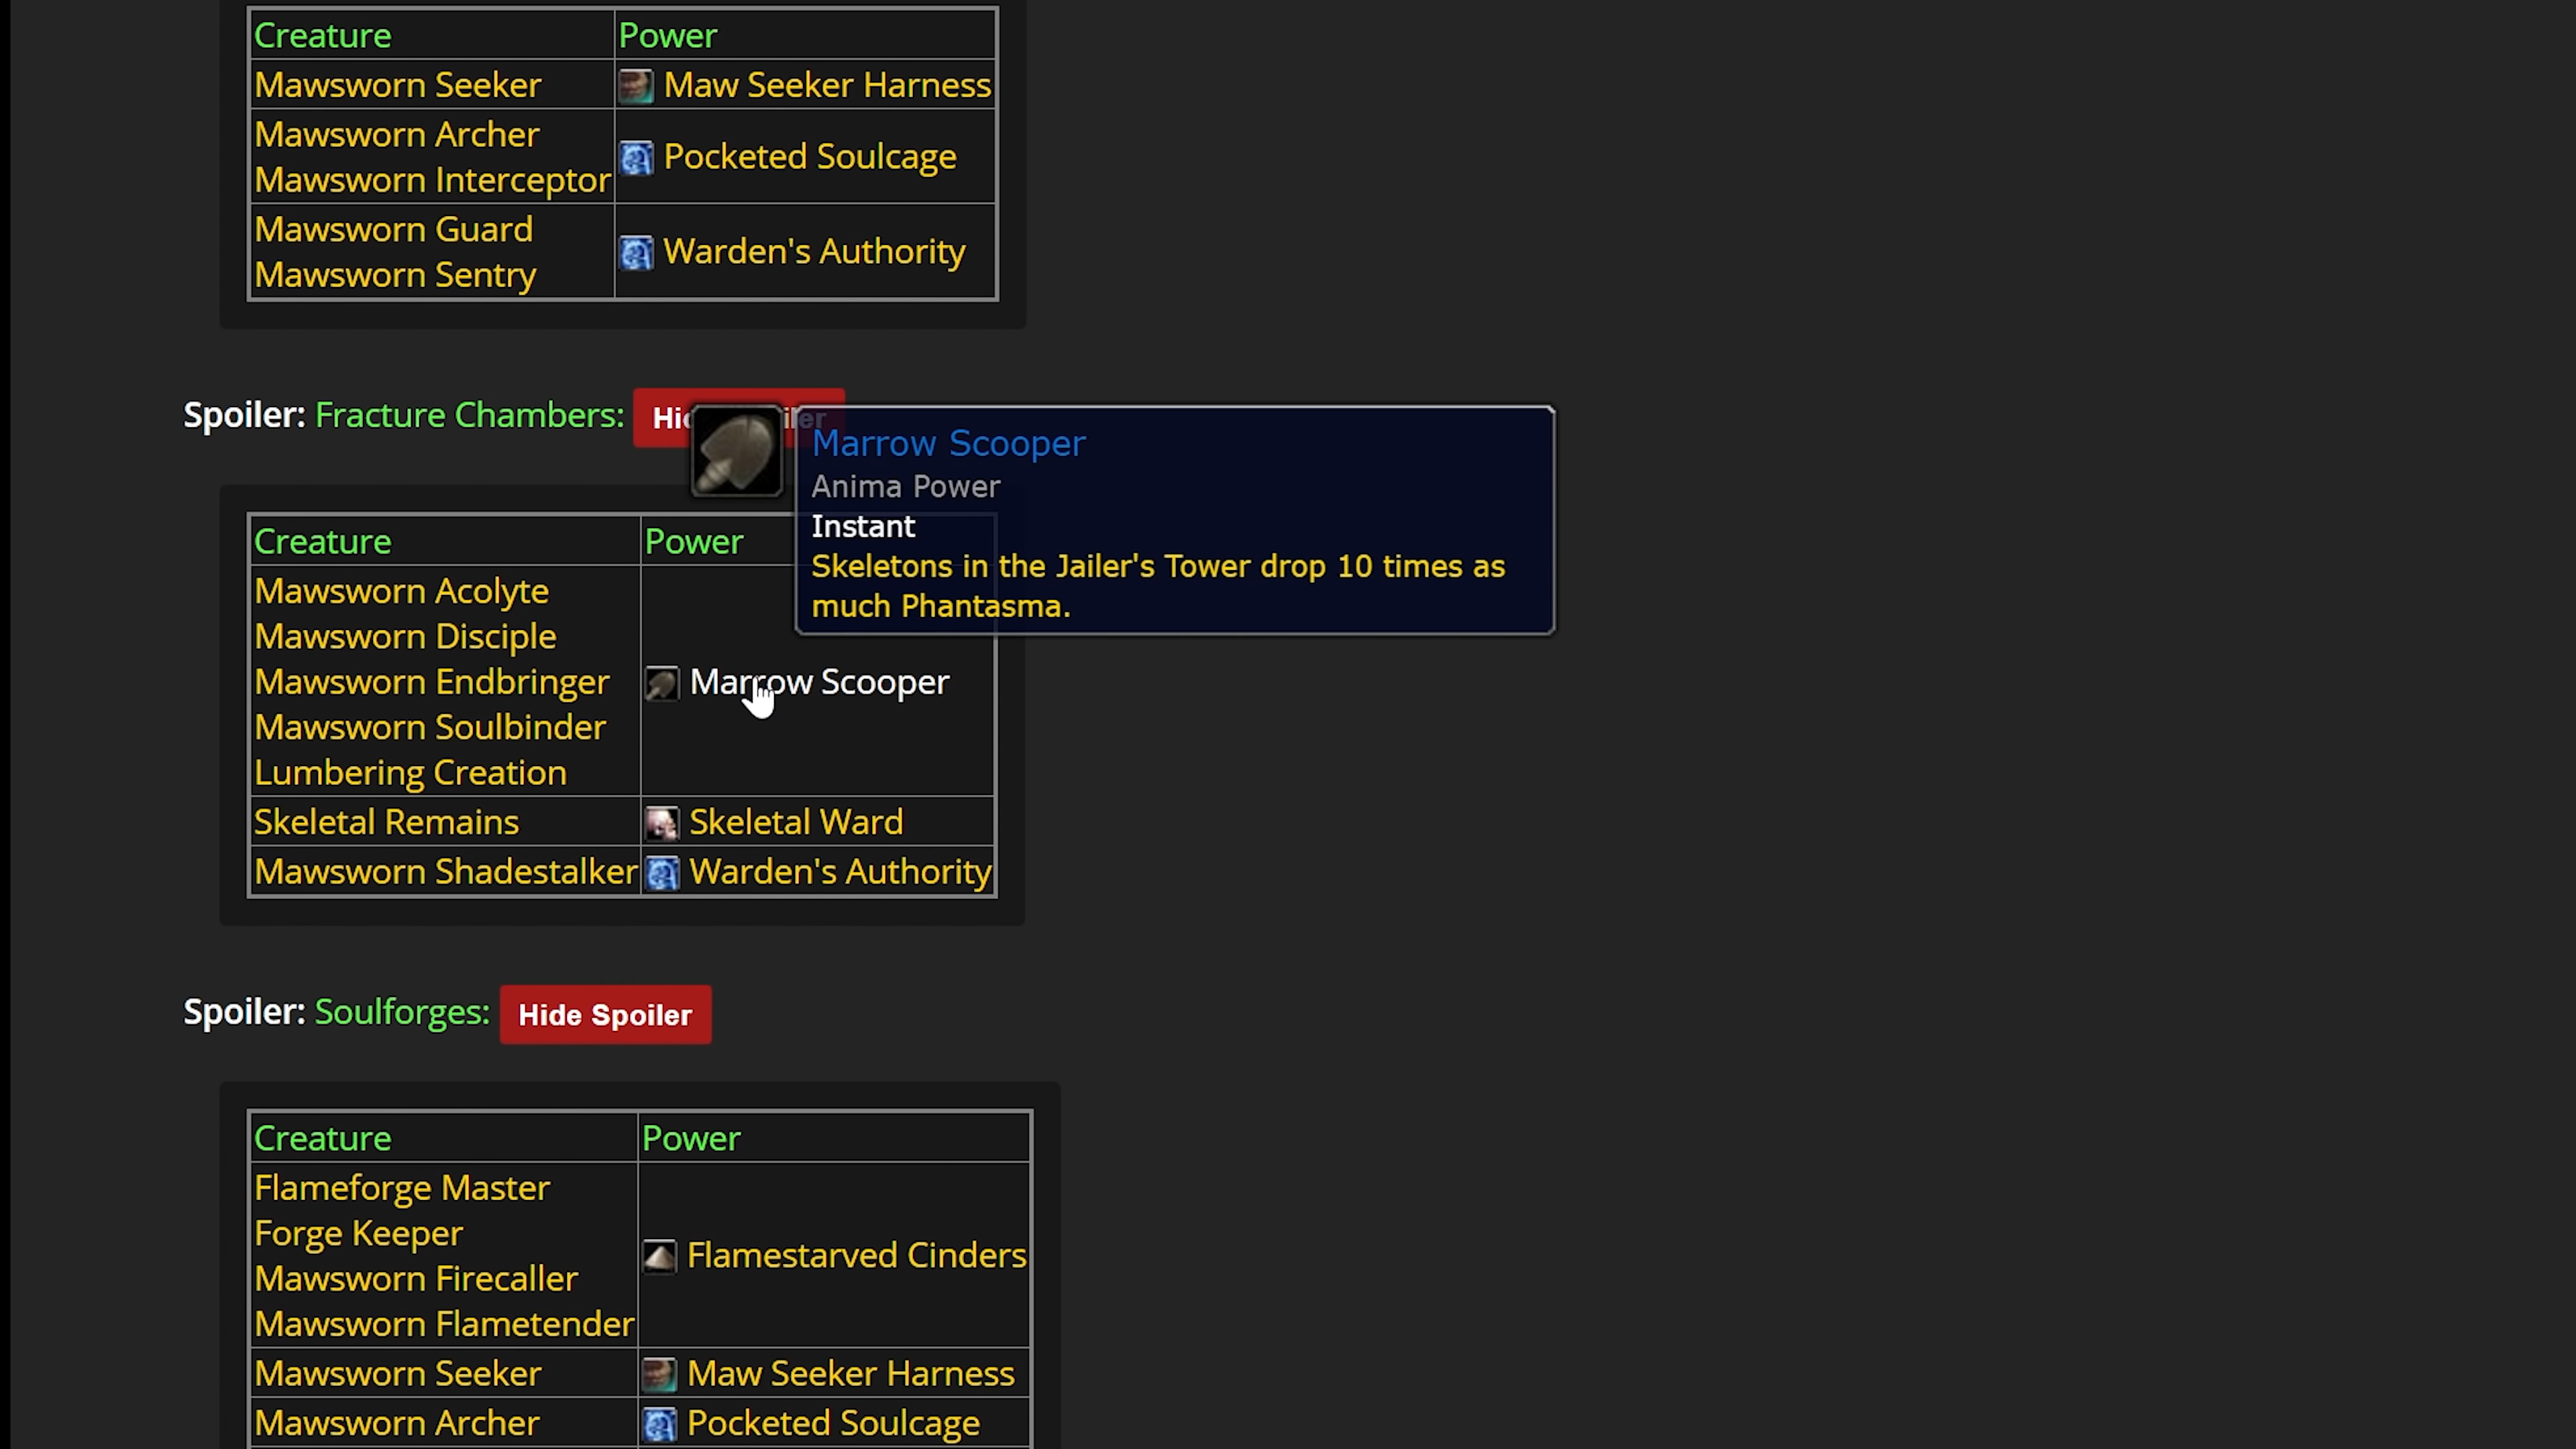 Creature Power
Mawsworn Seeker Maw Seeker Harness
Mawsworn Archer
Mawsworn Interceptor
Pocketed Soulcage
Mawsworn Guard
Mawsworn Sentry
Warden's Authority
Spoiler: Fracture Chambers:
Marrow Scooper
Anima Power
Instant
Skeletons in the Jailer's Tower drop 10 times as
much Phantasma.
Creature Power
Mawsworn Acolyte
Mawsworn Disciple
Mawsworn Endbringer
Mawsworn Soulbinder
Lumbering Creation
Marrow Scooper
Skeletal Remains Skeletal Ward
Mawsworn Shadestalker Warden's Authority
Spoiler: Soulforges: Hide Spoiler
Creature Power
Flameforge Master
Forge Keeper
Mawsworn Firecaller
Mawsworn Flametender
Flamestarved Cinders
Mawsworn Seeker Maw Seeker Harness
Mawsworn Archer Pocketed Soulcage